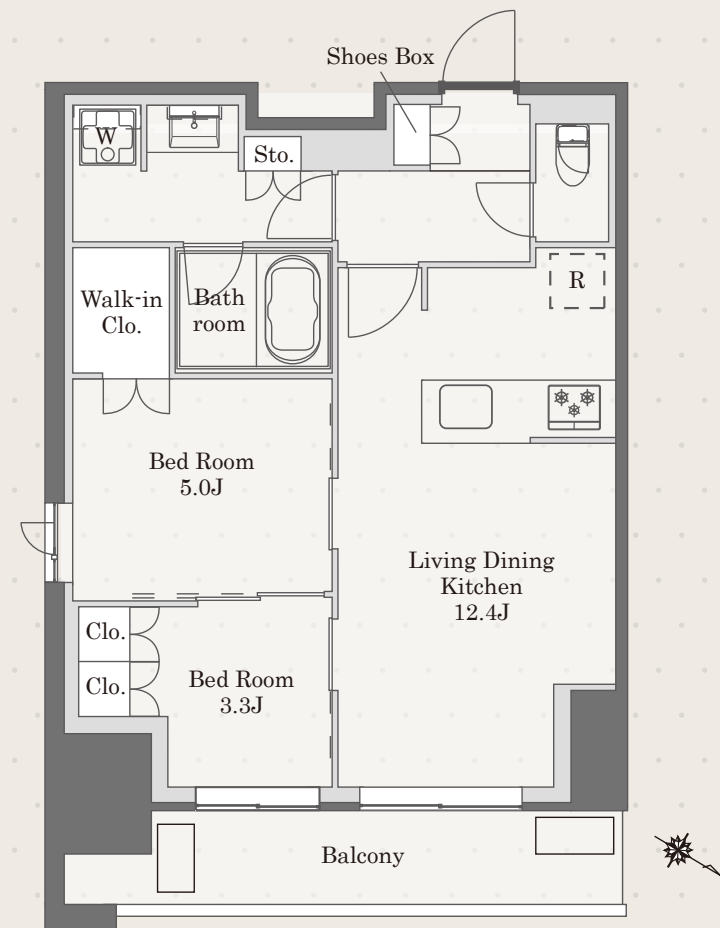 Shoes Box
W
Sto.
R
Walk-in
Clo.
Bath
room
Bed Room
5.0J
Living Dining
Kitchen
12.4J
Clo.
Clo.
Bed Room
3.3J
Balcony